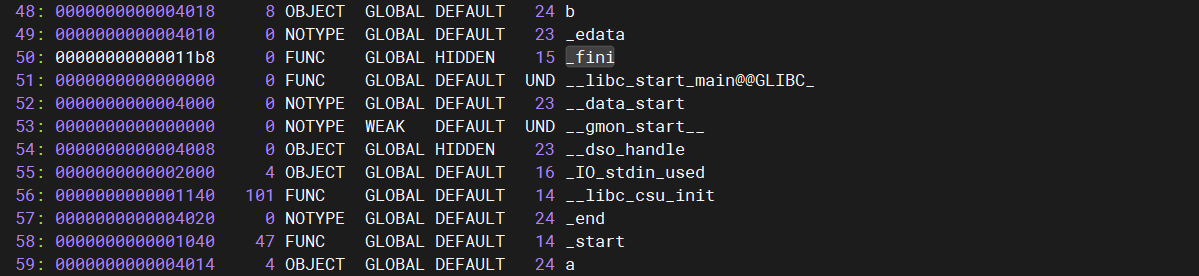 48: 0000000000004018 8 OBJECT GLOBAL DEFAULT 24 b
49: 0000000000004010 0 NOTYPE GLOBAL DEFAULT 23 _edata
50: 00000000000011b8 0 FUNC GLOBAL HIDDEN 15 _fini
51: 0000000000000000 0 FUNC GLOBAL DEFAULT UND __libc_start_main@@GLIBC_
52: 0000000000004000 0 NOTYPE GLOBAL DEFAULT 23 __data_start
53: 0000000000000000 0 NOTYPE WEAK DEFAULT UND __gmon_start__
54: 0000000000004008 0 OBJECT GLOBAL HIDDEN 23 __dso_handle
55: 0000000000002000 4 OBJECT GLOBAL DEFAULT 16 _IO_stdin_used
56: 0000000000001140 101 FUNC GLOBAL DEFAULT 14 __libc_csu_init
57: 0000000000004020 0 NOTYPE GLOBAL DEFAULT 24 _end
58: 0000000000001040 47 FUNC GLOBAL DEFAULT 14 _start
59: 0000000000004014 4 OBJECT GLOBAL DEFAULT 24 a